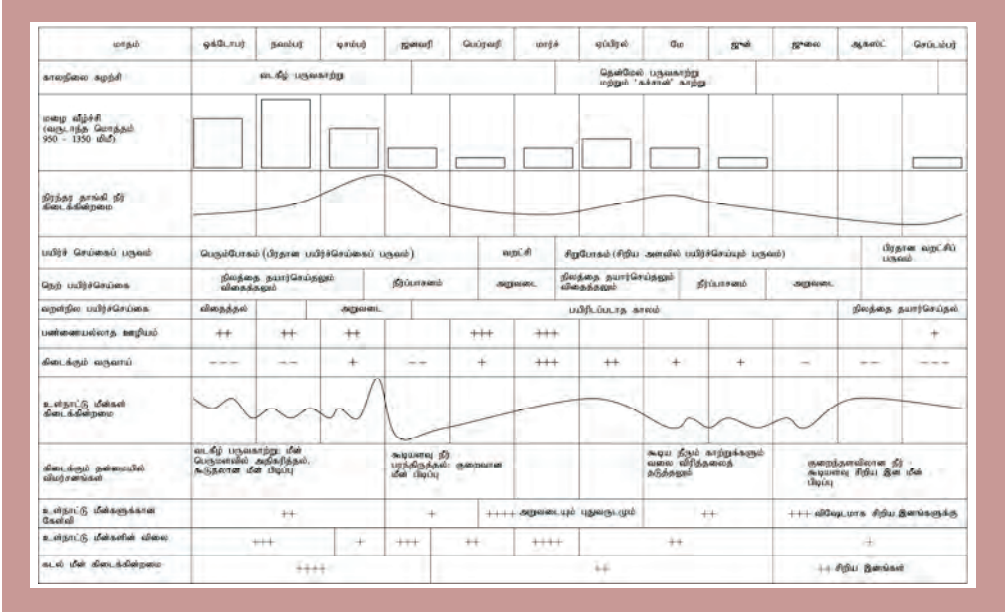 மாதம் ஒக்டோபர் நவம்பர் டிசம்பர் ஜனவரி பெப்ரவரி மார்ச் ஏப்பிரல் மே ஜூன் ஜூலை ஆகஸ்ட் செப்டம்பர்
காலநிலை சுழற்சி வடகீழ் பருவகாற்று தென்மேல் பருவகாற்று
மற்றும் 'கச்சான்' காற்று
மழை வீழ்ச்சி
(வருடாந்த மொத்தம்
950 - 1350 மிமீ)
நிரந்தர தாங்கி நீர்
கிடைக்கின்றமை
பயிர்ச் செய்கைப் பருவம் பெரும்போகம் (பிரதான பயிர்ச்செய்கைப் பருவம்) வறட்சி சிறுபோகம் (சிறிய அளவில் பயிர்ச்செய்யும் பருவம்) பிரதான வறட்சிப்
பருவம்
நெற் பயிர்ச்செய்கை நிலத்தை தயார்செய்தலும்
விதைத்தலும் நீர்ப்பாசனம் அறுவடை நிலத்தை தயார்செய்தலும்
விதைத்தலும் நீர்ப்பாசனம் அறுவடை
வறள்நில பயிர்ச்செய்கை விதைத்தல் அறுவடை பயிரிடப்படாத காலம் நிலத்தை தயார்செய்தல்
பண்ணையல்லாத ஊழியம் ++ ++ ++ +++ +++ +
கிடைக்கும் வருவாய் --- -- + -- + +++ ++ + + - -- ---
உள்நாட்டு மீன்கள்
கிடைக்கின்றமை
கிடைக்கும் தன்மையில்
விமர்சனங்கள்
வடகீழ் பருவகாற்று: மீன்
பெருமளவில் அதிகரித்தல்,
கூடுதலான மீன் பிடிப்பு
கூடியளவு நீர்
பரந்திருத்தல்: குறைவான
மீன் பிடிப்பு
கூடிய நீரும் காற்றுக்களும்
வலை விரித்தலைத்
தடுத்தலும்
குறைந்தளவிலான நீர்
கூடியளவு சிறிய இன மீன்
பிடிப்பு
உள்நாட்டு மீன்களுக்கான
கேள்வி ++ + ++++ அறுவடையும் புதுவருடமும் ++ +++ விஷேடமாக சிறிய இனங்களுக்கு
உள்நாட்டு மீன்களின் விலை +++ + +++ ++ ++++ ++ +
கடல் மீன் கிடைக்கின்றமை ++++ ++ ++ சிறிய இனங்கள்